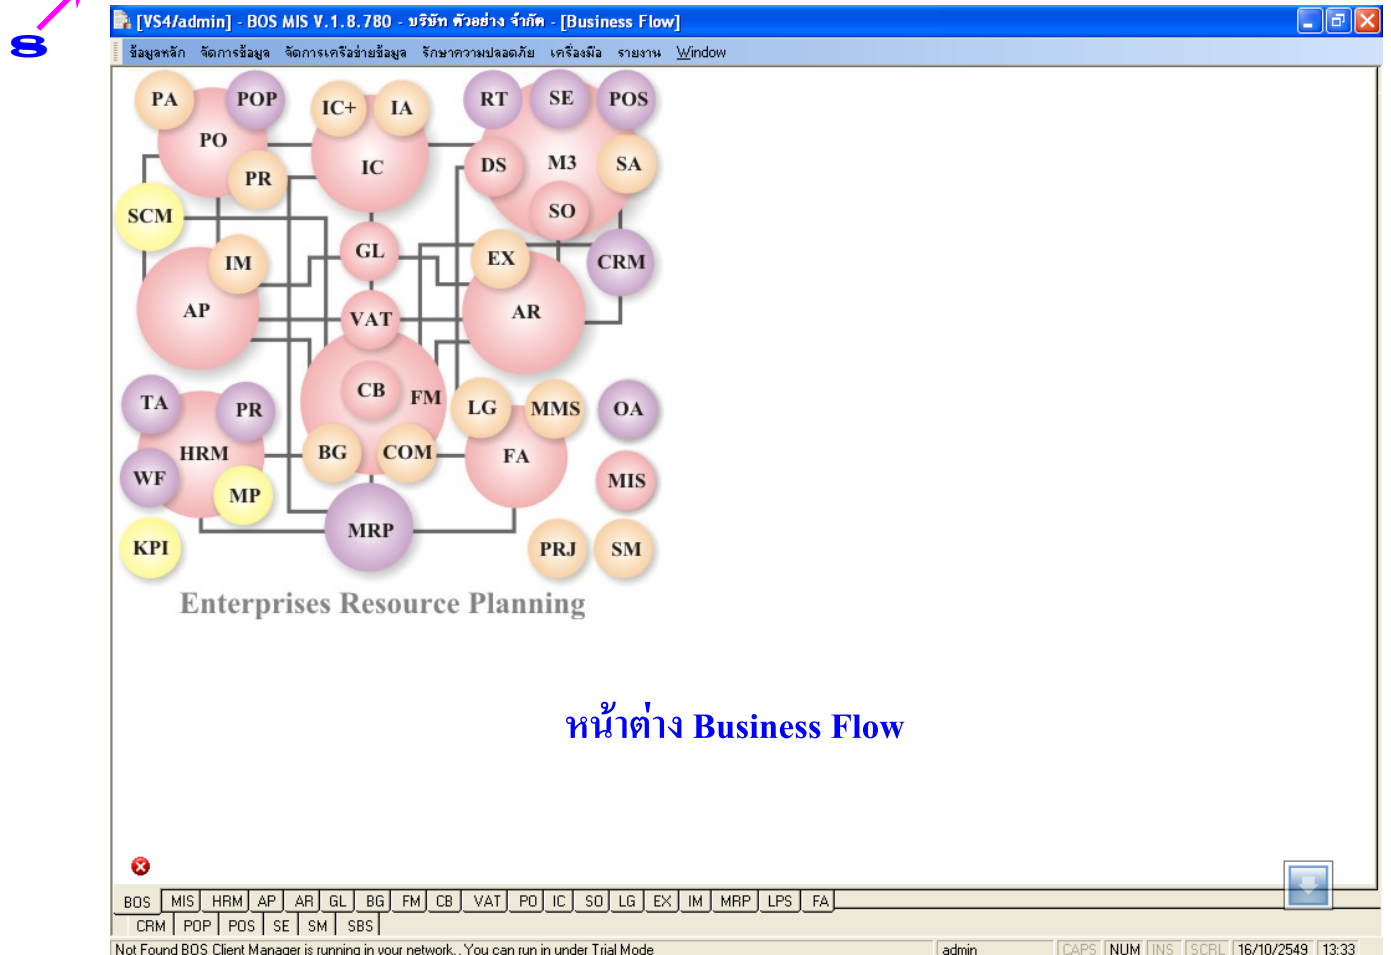 8
[VS4/admin] - BOS MIS V.1.8.780 - บริษัท ตัวอย่าง จำกัด - [Business Flow]
ข้อมูลหลัก จัดการข้อมูล จัดการเครือข่ายข้อมูล รักษาความปลอดภัย เครื่องมือ รายงาน Window
PA POP IC+ IA RT SE POS
PO IC DS M3 SA
PR
SCM SO
IM GL EX CRM
AP VAT AR
TA PR CB FM LG MMS OA
HRM BG COM FA
WF MP MIS
KPI MRP PRJ SM
Enterprises Resource Planning
หน้าต่าง Business Flow
BOS MIS HRM AP AR GL BG FM CB VAT PO IC SO LG EX IM MRP LPS FA
CRM POP POS SE SM SBS
Not Found BOS Client Manager is running in your network.. You can run in under Trial Mode admin CAPS NUM INS SCRL 16/10/2549 13:33